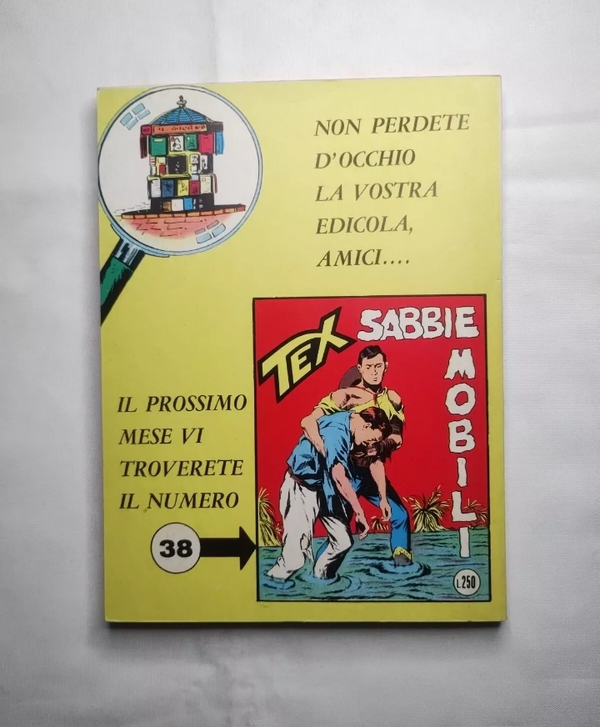 NON PERDETE
D'OCCHIO
LA VOSTRA
EDICOLA,
AMICI....
TEX
SABBIE
MOBILI
IL PROSSIMO
MESE VI
TROVERETE
IL NUMERO
38
L.250